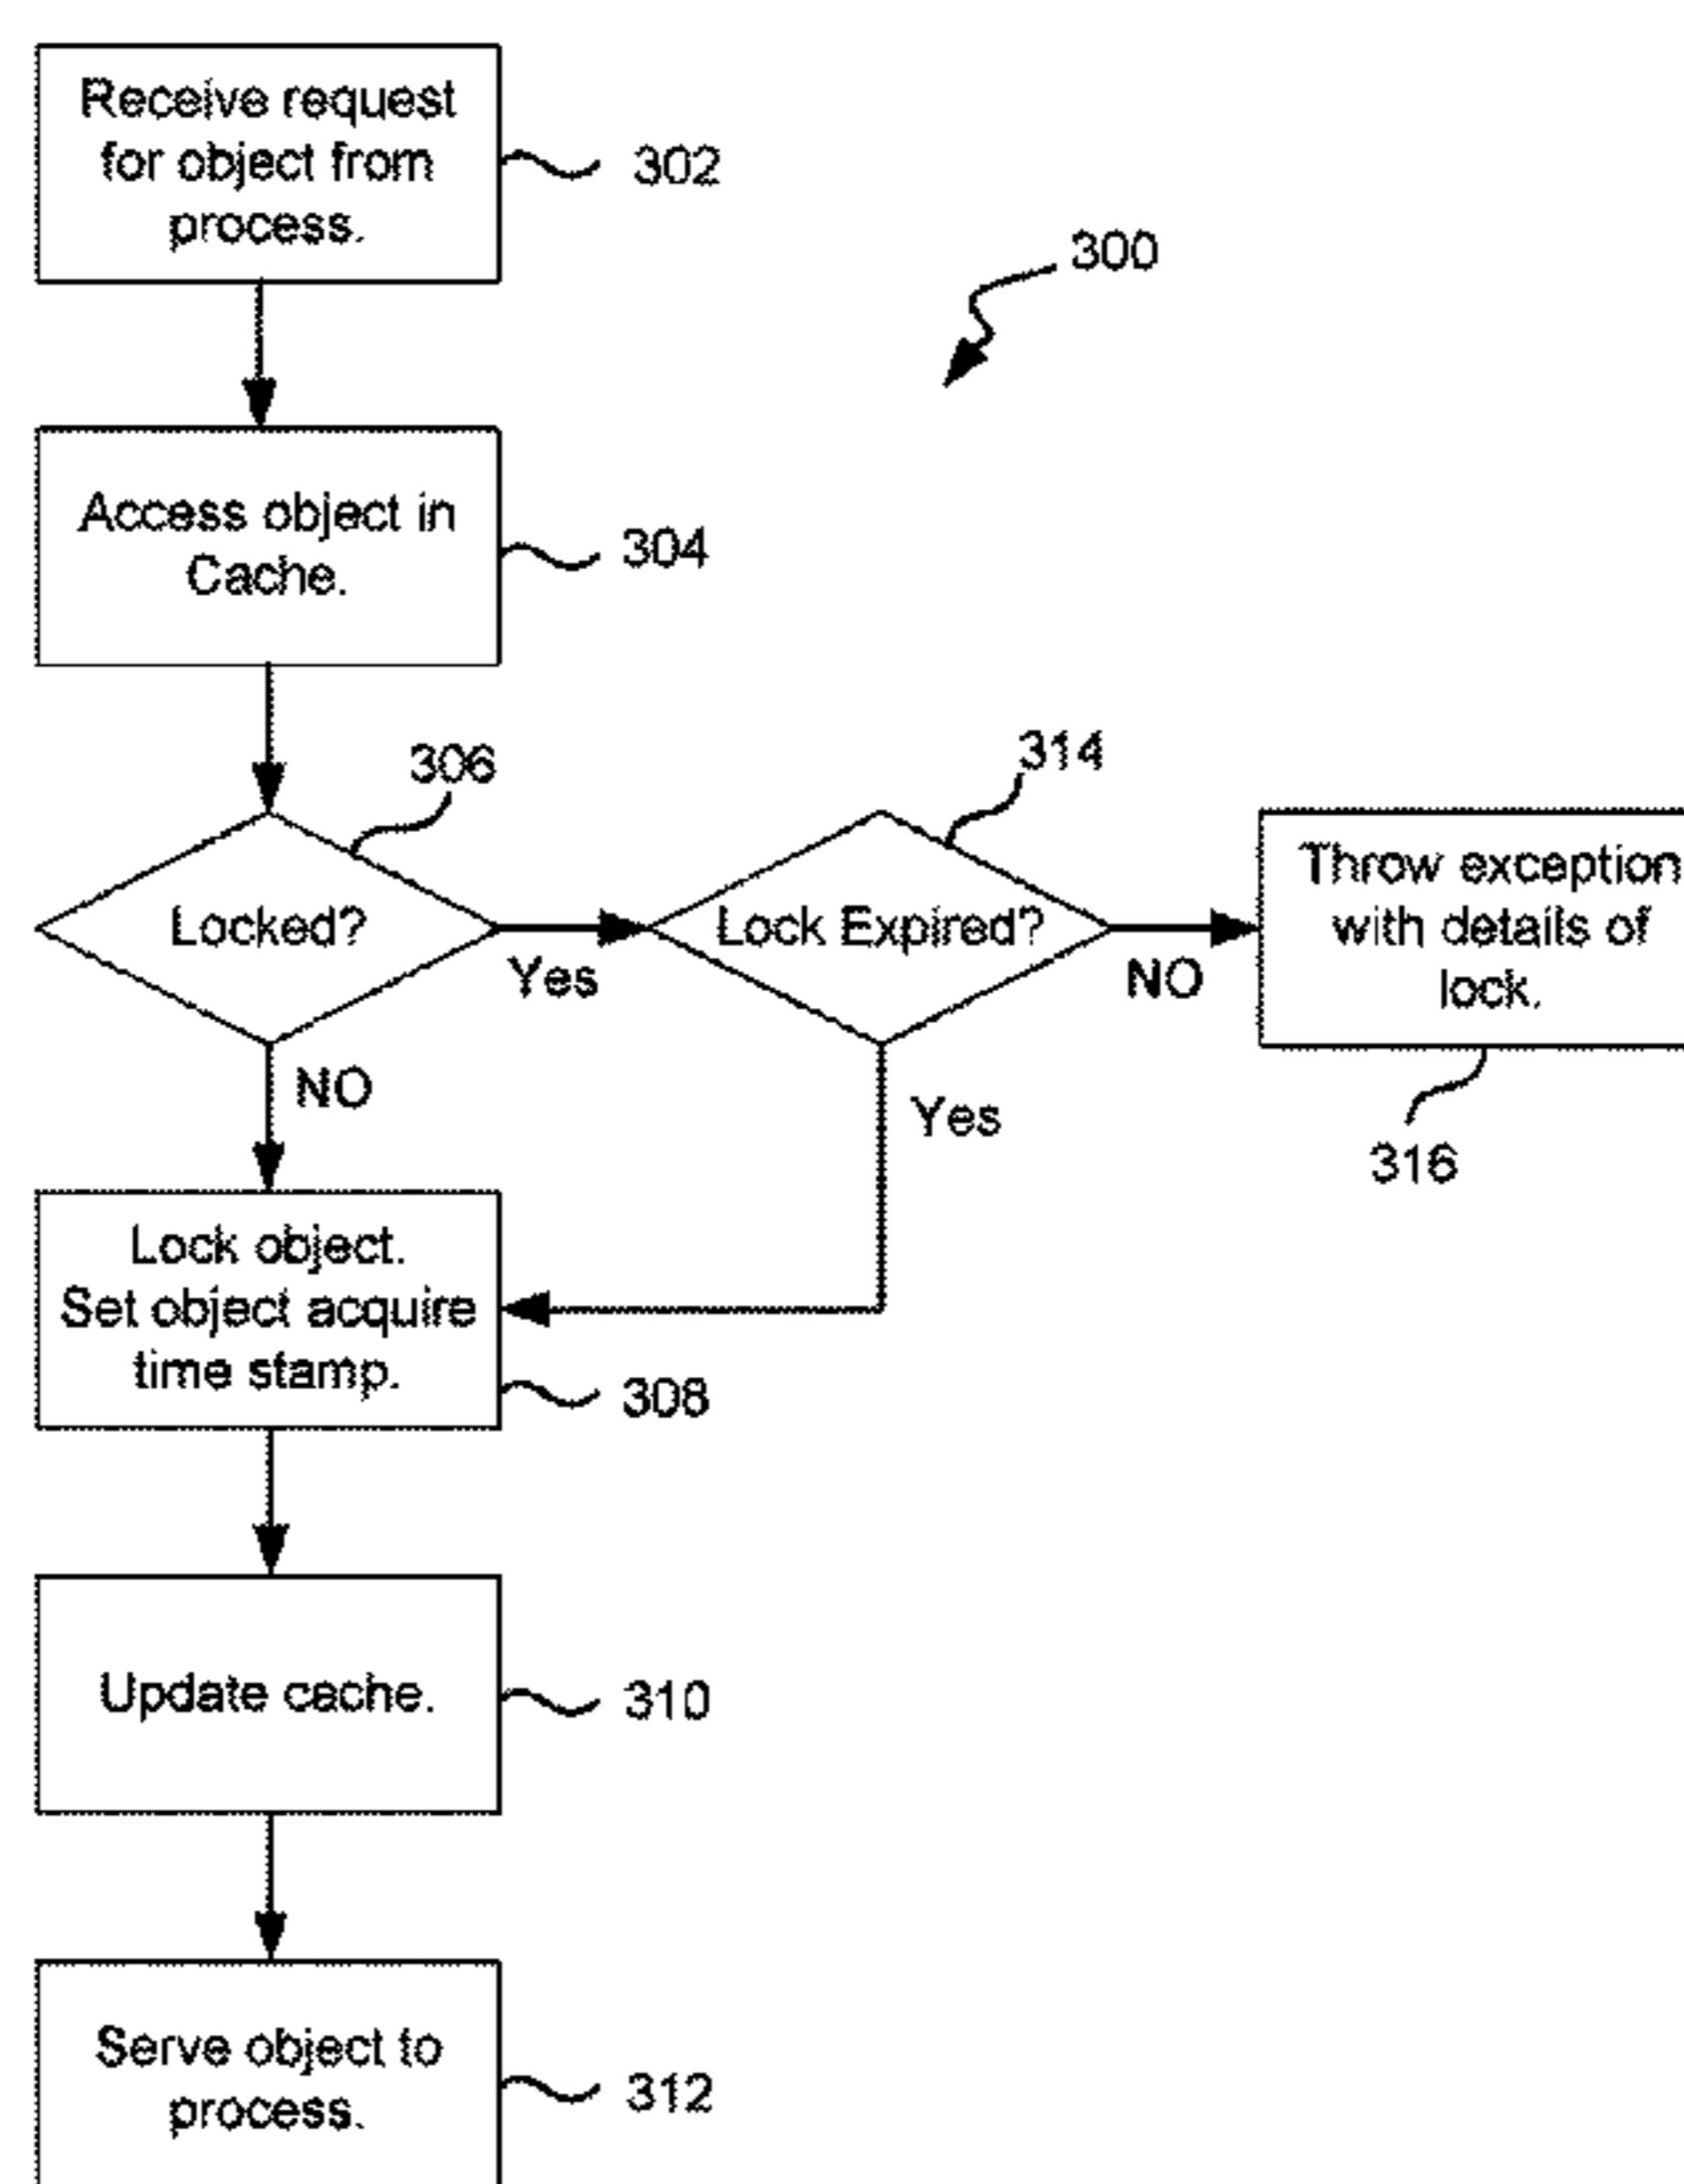 Receive request
for object from
process.
302
300
Access object in
Cache.
304
306
314
Locked?
Yes
Lock Expired?
NO
Throw exception
with details of
lock.
316
NO
Yes
Lock object.
Set object acquire
time stamp.
308
Update cache.
310
Serve object to
process.
312